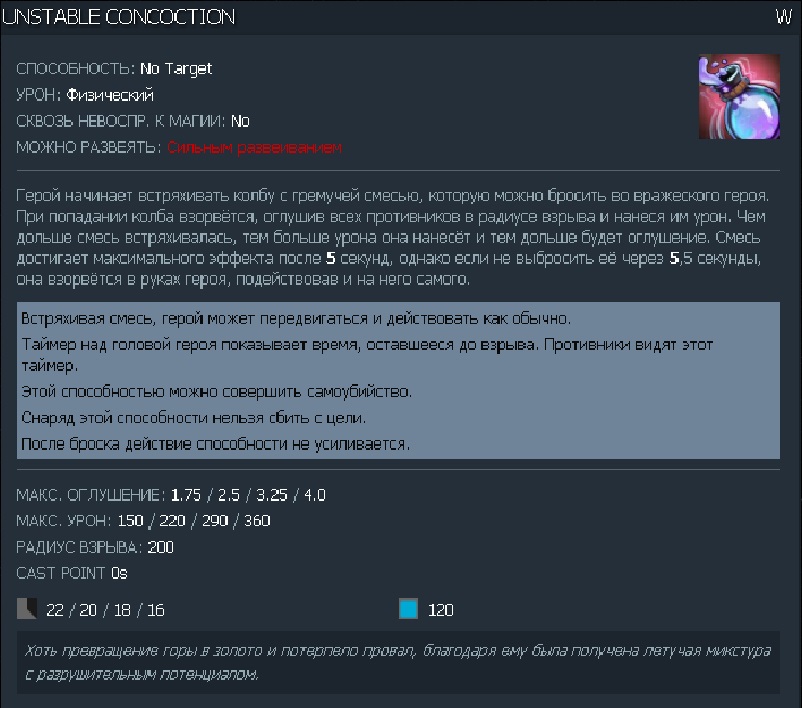 UNSTABLE CONCOCTION W
СПОСОБНОСТЬ: No Target
УРОН: Физический
СКВОЗЬ НЕВОСПР. К МАГИИ: No
МОЖНО РАЗВЕЯТЬ: Сильным развеиванием
Герой начинает встряхивать колбу с гремучей смесью, которую можно бросить во вражеского героя.
При попадании колба взорвётся, оглушив всех противников в радиусе взрыва и нанеся им урон. Чем
дольше смесь встряхивалась, тем больше урона она нанесёт и тем дольше будет оглушение. Смесь
достигает максимального эффекта после 5 секунд, однако если не выбросить её через 5,5 секунды,
она взорвётся в руках героя, подействовав и на него самого.
Встряхивая смесь, герой может передвигаться и действовать как обычно.
Таймер над головой героя показывает время, оставшееся до взрыва. Противники видят этот
таймер.
Этой способностью можно совершить самоубийство.
Снаряд этой способности нельзя сбить с цели.
После броска действие способности не усиливается.
МАКС. ОГЛУШЕНИЕ: 1.75 / 2.5 / 3.25 / 4.0
МАКС. УРОН: 150 / 220 / 290 / 360
РАДИУС ВЗРЫВА: 200
CAST POINT 0s
22 / 20 / 18 / 16 120
Хоть превращение горы в золото и потерпело провал, благодаря ему была получена летучая микстура
с разрушительным потенциалом.